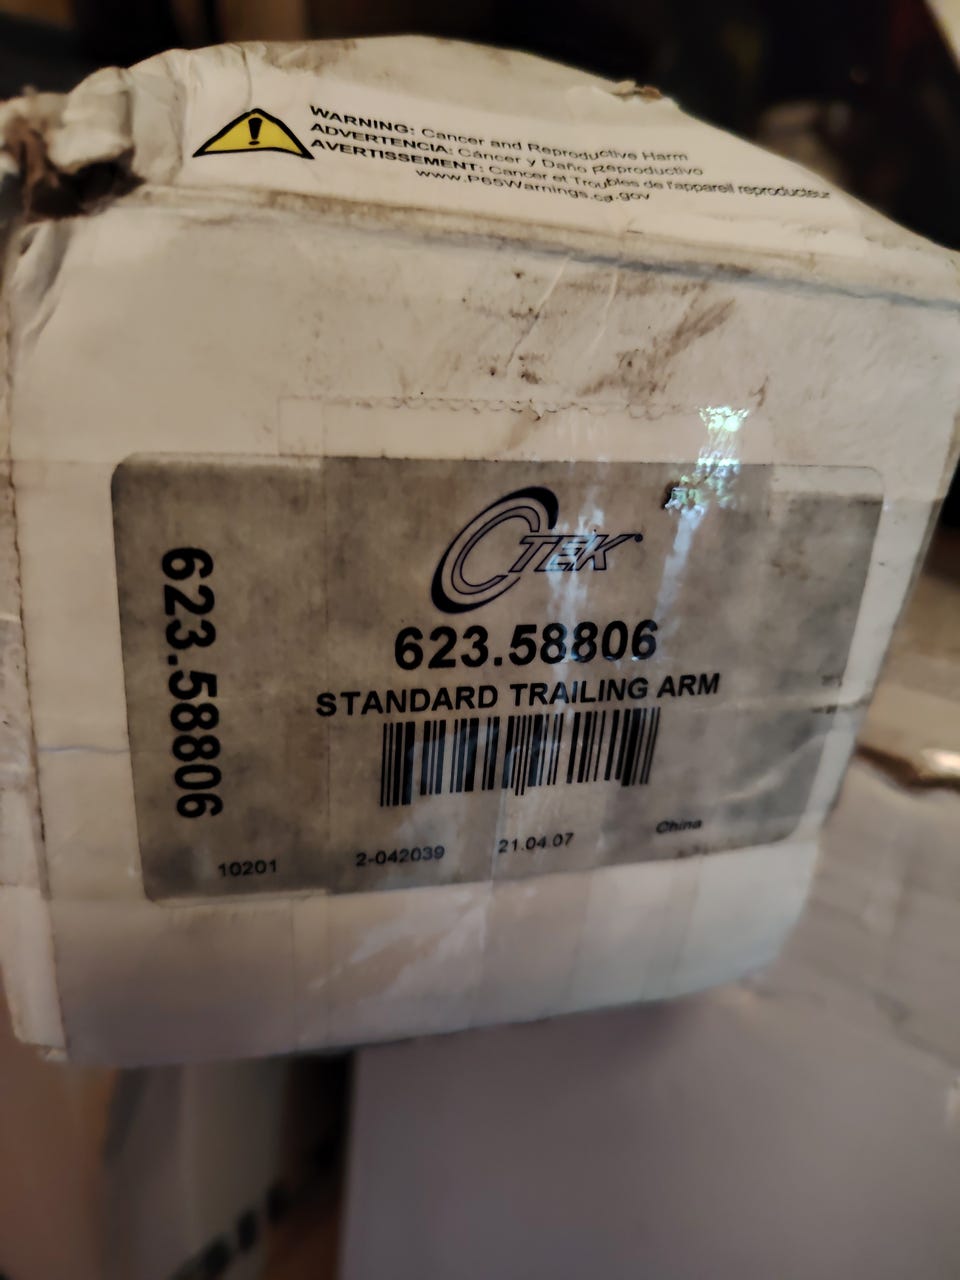 WARNING: Cancer and Reproductive Harm
ADVERTENCIA: Cáncer y Daño Reproductivo
AVERTISSEMENT: Cancer et Troubles de l'appareil reproducteur
www.P65Warnings.ca.gov
CTEK
623.58806
623.58806
STANDARD TRAILING ARM
10201 2-042039 21.04.07 China